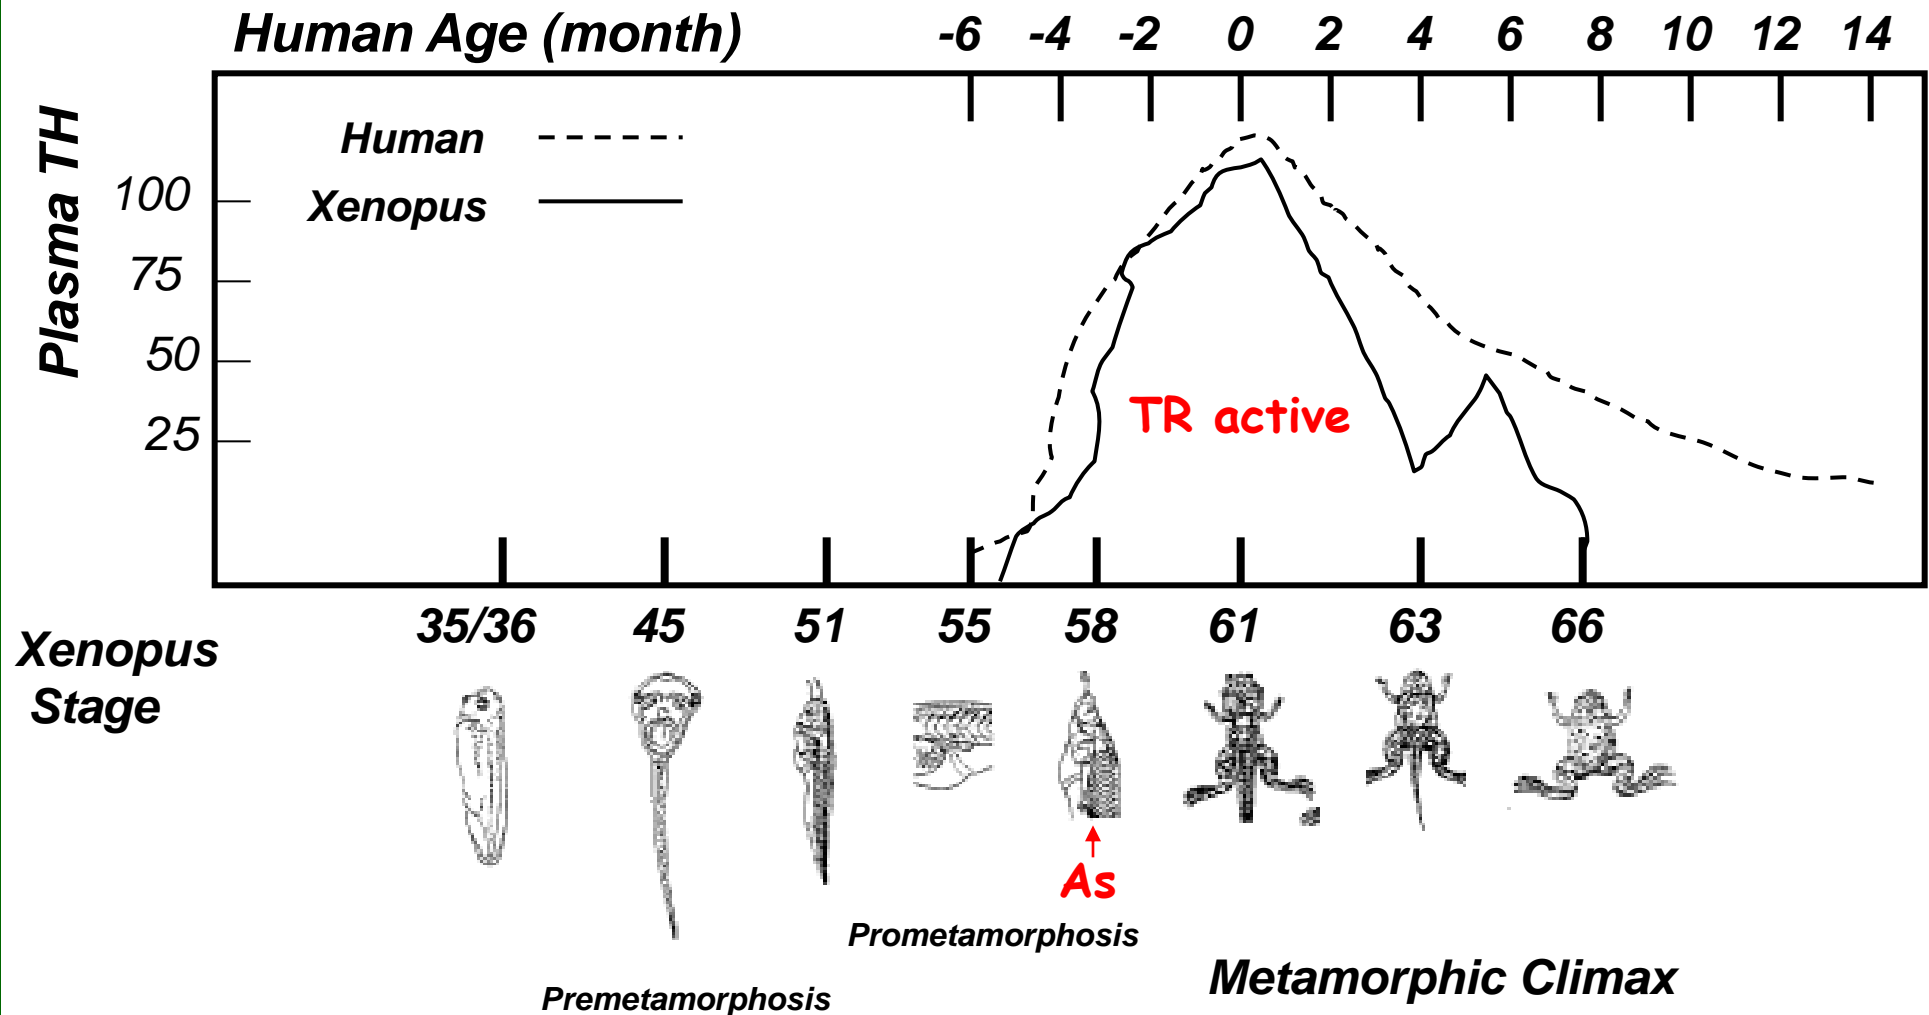 Human Age (month) -6 -4 -2 0 2 4 6 8 10 12 14
Plasma TH
Human
Xenopus
100
75
50
25
TR active
Xenopus
Stage
35/36 45 51 55 58 61 63 66
As
Prometamorphosis
Metamorphic Climax
Premetamorphosis